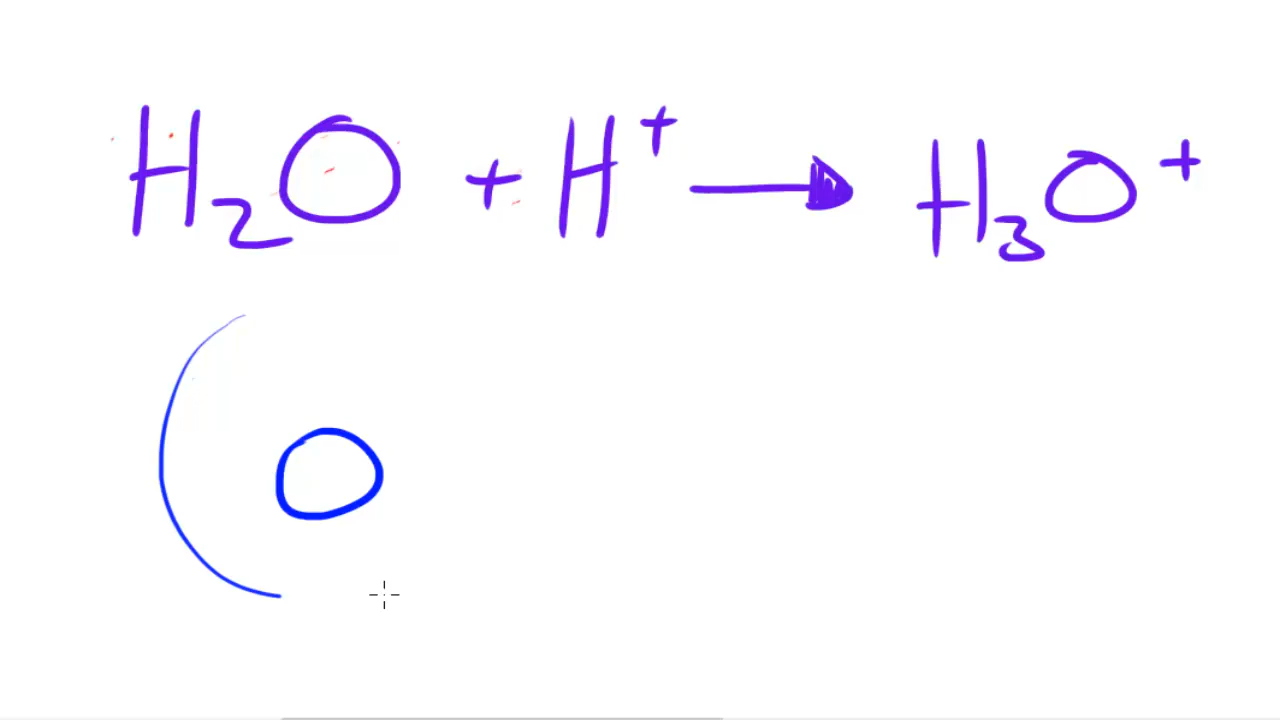 H₂O + H⁺ → H₃O⁺
O